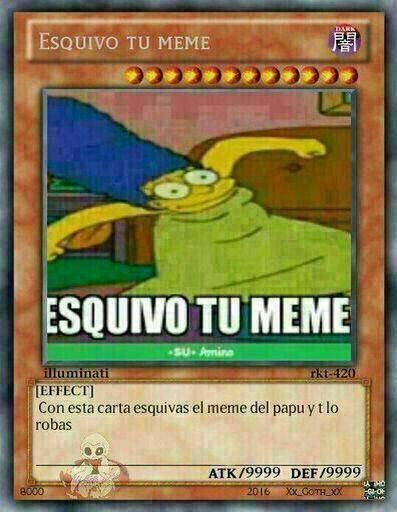 Esquivo tu meme
DARK
闇
ESQUIVO TU MEME
•SU• Amino
illuminati
rkt-420
[EFFECT]
Con esta carta esquivas el meme del papu y t lo
robas
ATK/9999 DEF/9999
8000
2016 Xx_Goth_xX